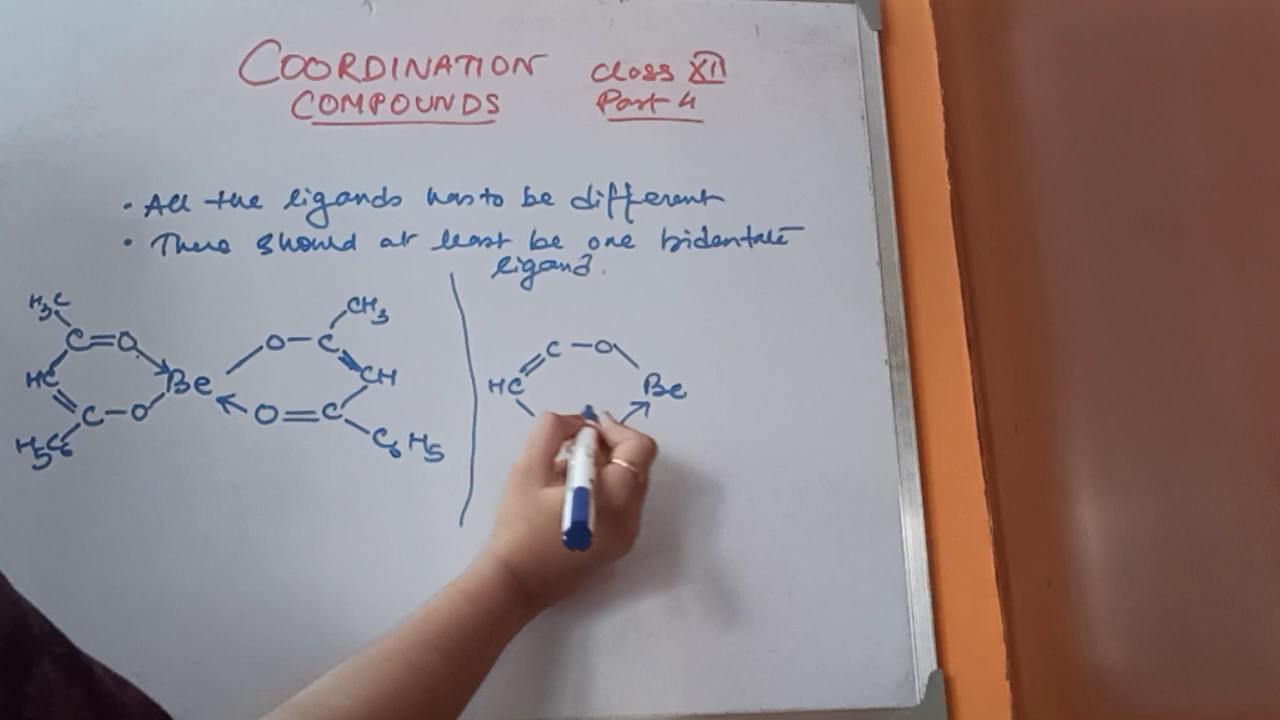 COORDINATION Class XII
COMPOUNDS Part 4
• All the ligands has to be different
• There should at least be one bidentate
ligand.
H3C CH3
C=O O-C
HC Be CH
C-O O=C
H5C6 C6H5
C-O
HC Be